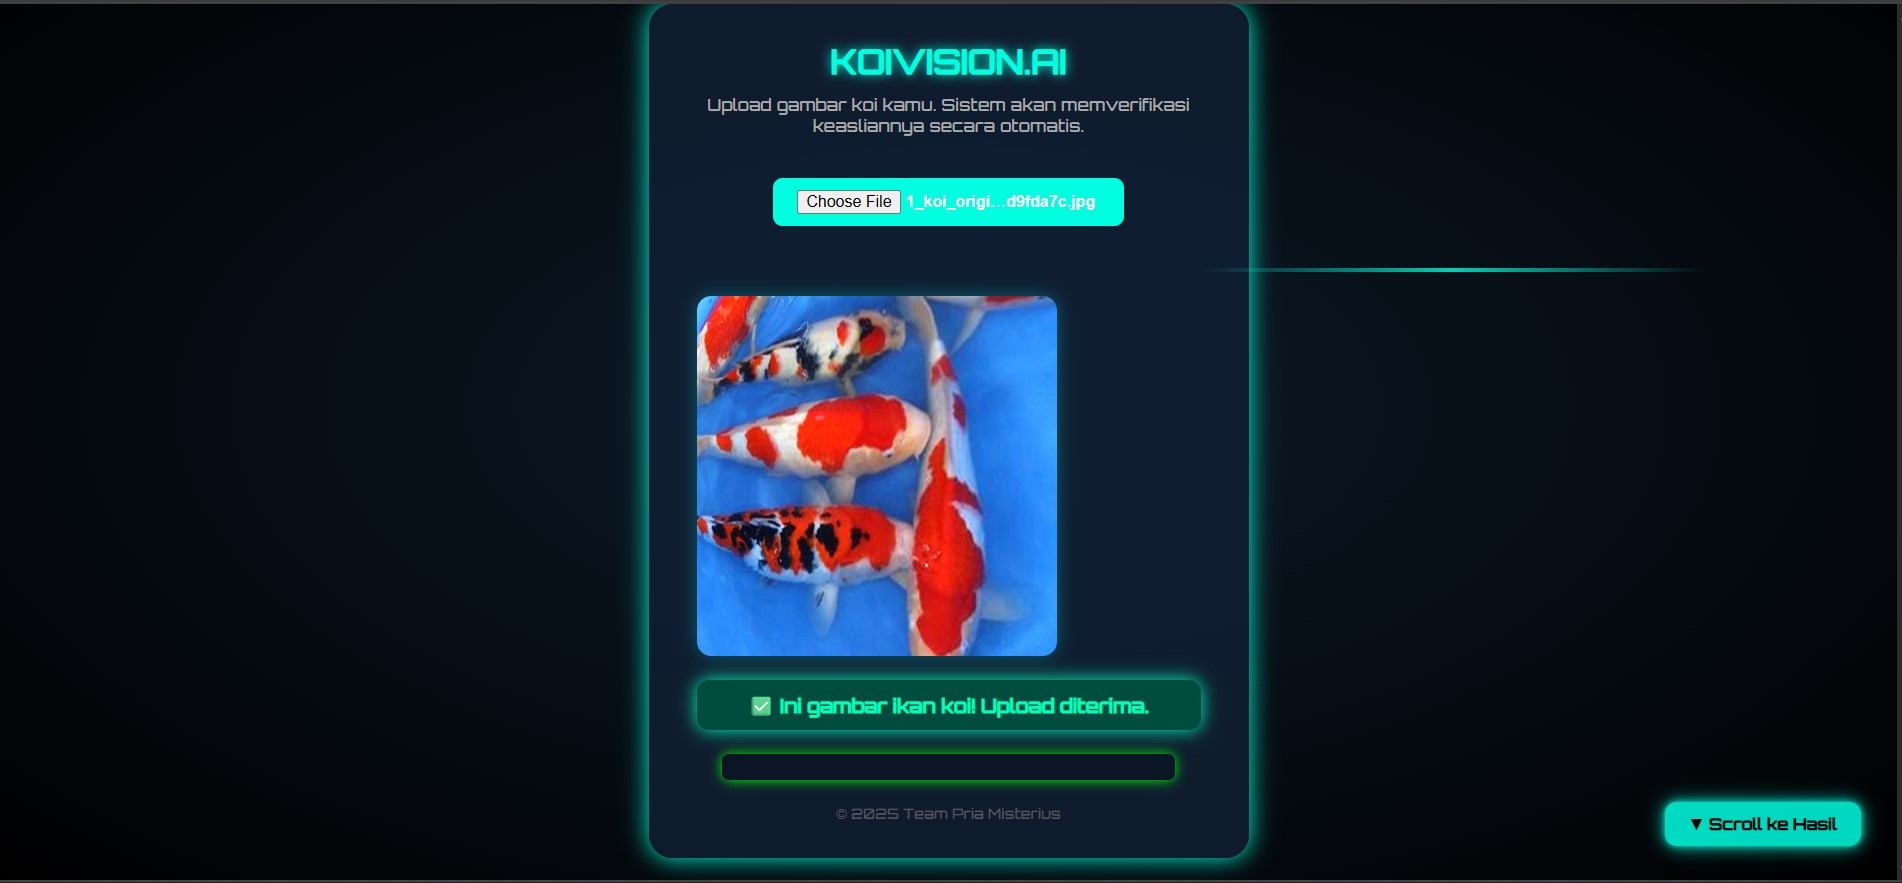 KOIVISION.AI
Upload gambar koi kamu. Sistem akan memverifikasi
keasliannya secara otomatis.
Choose File 1_koi_origi...d9fda7c.jpg
✅ Ini gambar ikan koi! Upload diterima.
© 2025 Team Pria Misterius
▼ Scroll ke Hasil